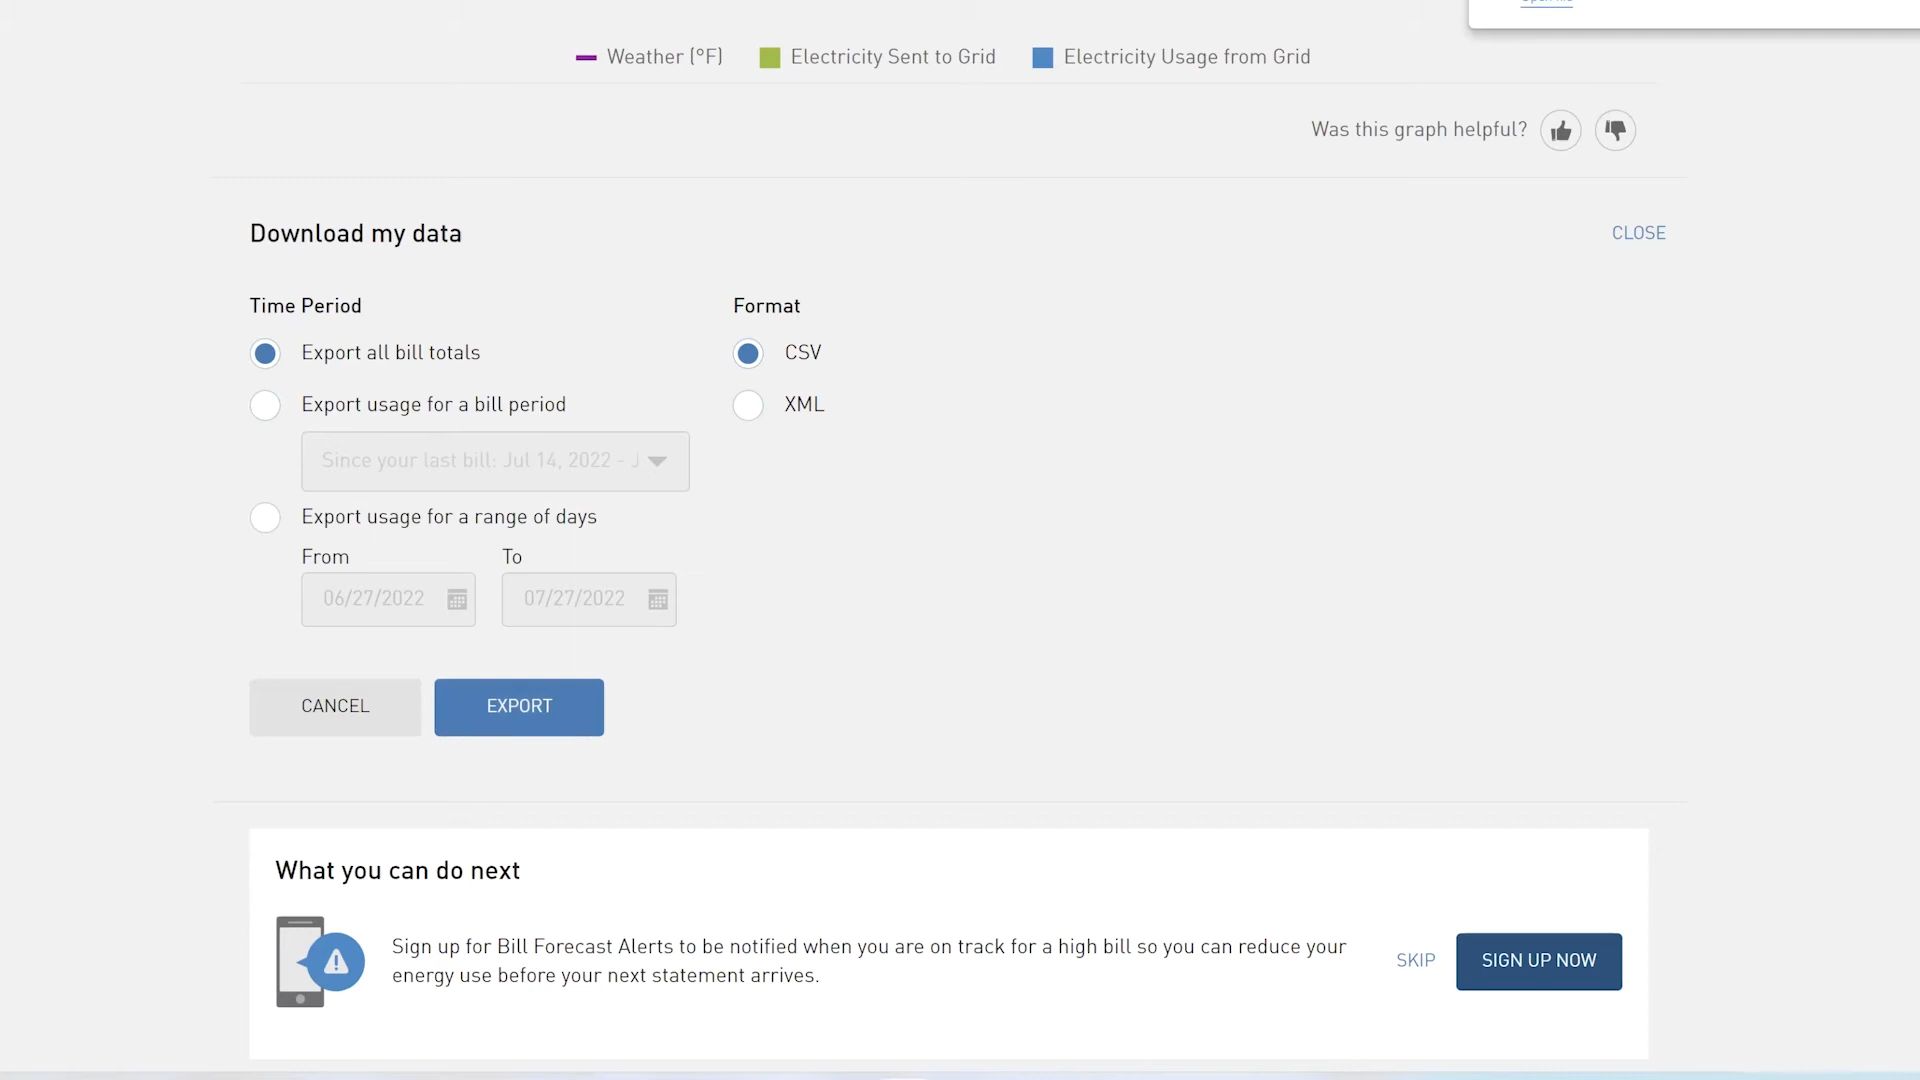 Weather (°F) Electricity Sent to Grid Electricity Usage from Grid
Was this graph helpful?
Download my data CLOSE
Time Period Format
Export all bill totals CSV
Export usage for a bill period XML
Since your last bill: Jul 14, 2022 - J
Export usage for a range of days
From To
06/27/2022 07/27/2022
CANCEL EXPORT
What you can do next
Sign up for Bill Forecast Alerts to be notified when you are on track for a high bill so you can reduce your
energy use before your next statement arrives.
SKIP SIGN UP NOW